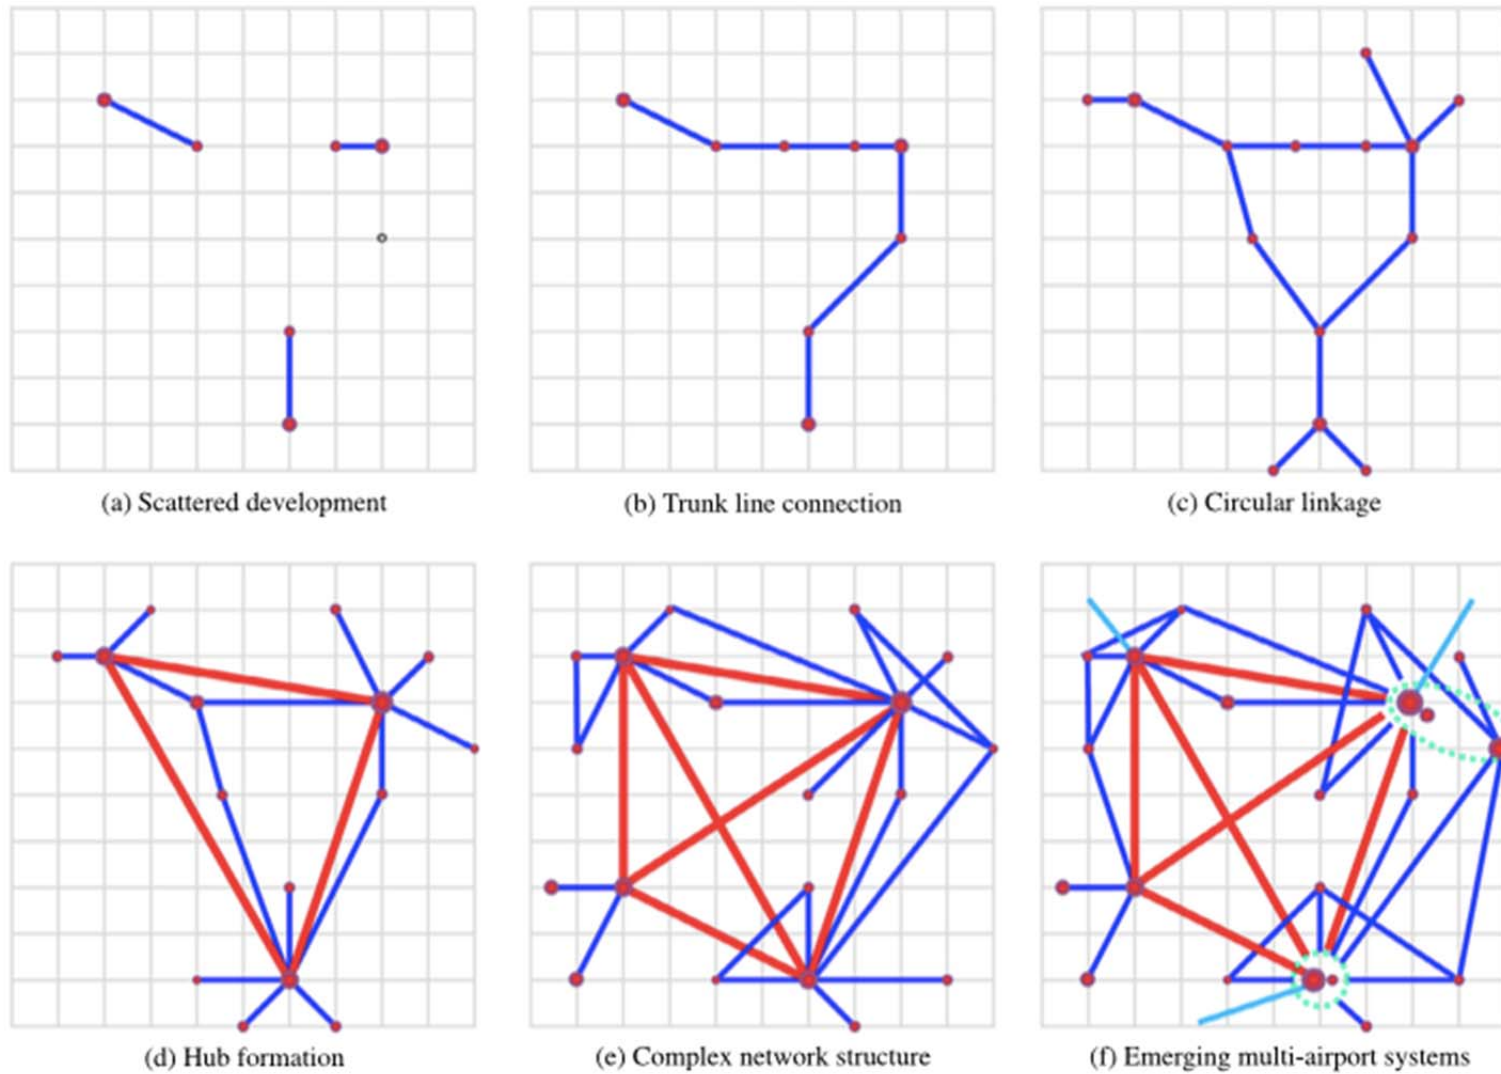 (a) Scattered development
(b) Trunk line connection
(c) Circular linkage
(d) Hub formation
(e) Complex network structure
(f) Emerging multi-airport systems